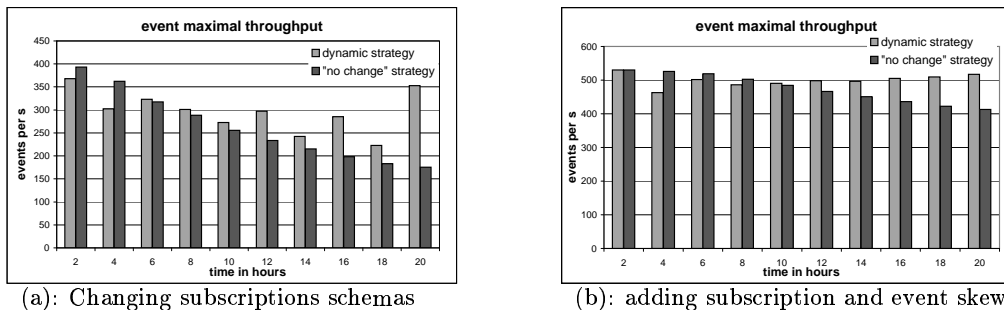 event maximal throughput
dynamic strategy
"no change" strategy
events per s
450
400
350
300
250
200
150
100
50
0
2 4 6 8 10 12 14 16 18 20
time in hours
(a): Changing subscriptions schemas
event maximal throughput
dynamic strategy
"no change" strategy
events per s
600
500
400
300
200
100
0
2 4 6 8 10 12 14 16 18 20
time in hours
(b): adding subscription and event skew